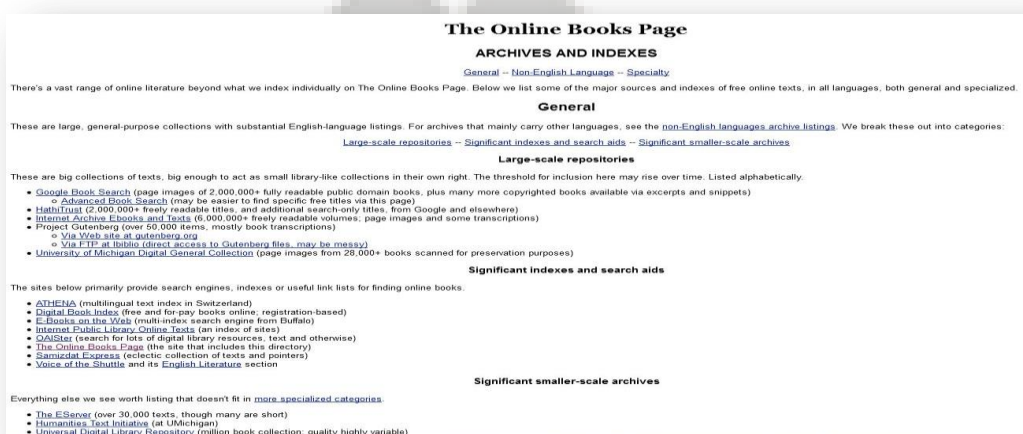 The Online Books Page
ARCHIVES AND INDEXES
General -- Non-English Language -- Specialty
There's a vast range of online literature beyond what we index individually on The Online Books Page. Below we list some of the major sources and indexes of free online texts, in all languages, both general and specialized.
General
These are large, general-purpose collections with substantial English-language listings. For archives that mainly carry other languages, see the non-English languages archive listings. We break these out into categories:
Large-scale repositories -- Significant indexes and search aids -- Significant smaller-scale archives
Large-scale repositories
These are big collections of texts, big enough to act as small library-like collections in their own right. The threshold for inclusion here may rise over time. Listed alphabetically.
Google Book Search (page images of 2,000,000+ fully readable public domain books, plus many more copyrighted books available via excerpts and snippets)
Advanced Book Search (may be easier to find specific free titles via this page)
HathiTrust (2,000,000+ freely readable titles, and additional search-only titles, from Google and elsewhere)
Internet Archive Ebooks and Texts (6,000,000+ freely readable volumes; page images and some transcriptions)
Project Gutenberg (over 50,000 items, mostly book transcriptions)
Via Web site at gutenberg.org
Via FTP at Ibiblio (direct access to Gutenberg files, may be messy)
University of Michigan Digital General Collection (page images from 28,000+ books scanned for preservation purposes)
Significant indexes and search aids
The sites below primarily provide search engines, indexes or useful link lists for finding online books.
ATHENA (multilingual text index in Switzerland)
Digital Book Index (free and for-pay books online; registration-based)
E-Books on the Web (multi-index search engine from Buffalo)
Internet Public Library Online Texts (an index of sites)
OAISter (search for lots of digital library resources, text and otherwise)
The Online Books Page (the site that includes this directory)
Samizdat Express (eclectic collection of texts and pointers)
Voice of the Shuttle and its English Literature section
Significant smaller-scale archives
Everything else we see worth listing that doesn't fit in more specialized categories.
The EServer (over 30,000 texts, though many are short)
Humanities Text Initiative (at UMichigan)
Universal Digital Library Repository (million book collection; quality highly variable)